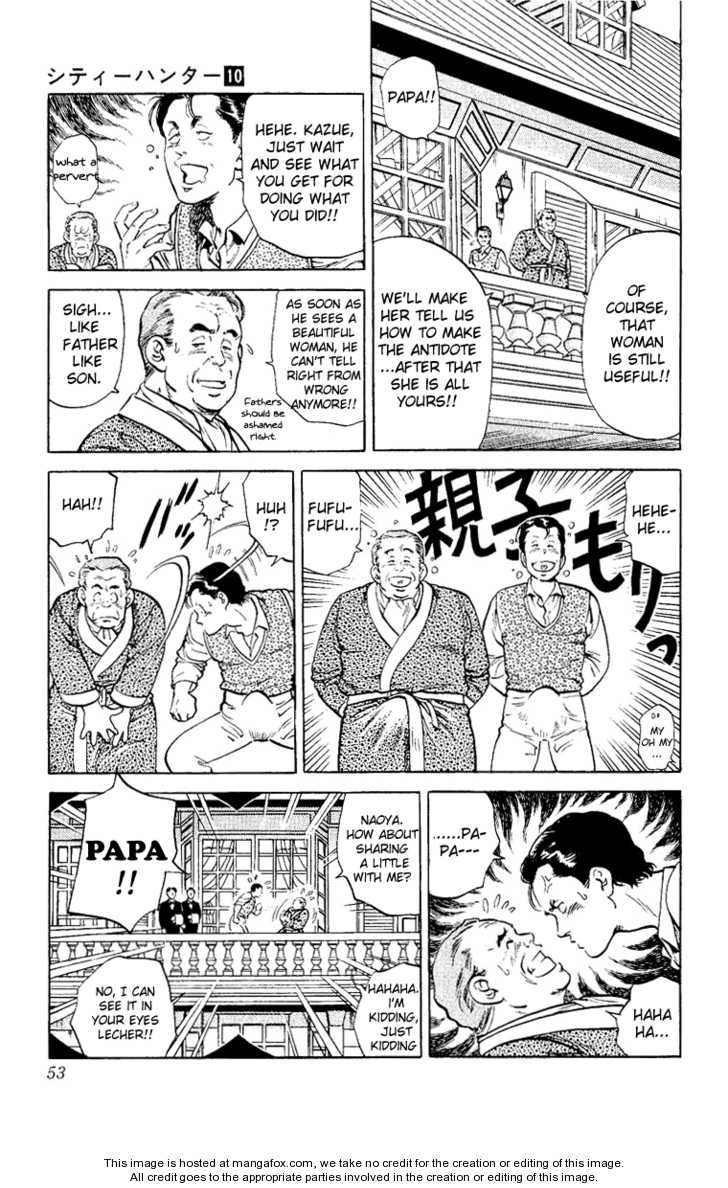 シティーハンター10
PAPA!!
OF
COURSE,
THAT
WOMAN
IS STILL
USEFUL!!
WE'LL MAKE
HER TELL US
HOW TO MAKE
THE ANTIDOTE
...AFTER THAT
SHE IS ALL
YOURS!!
HEHE. KAZUE,
JUST WAIT
AND SEE WHAT
YOU GET FOR
DOING WHAT
YOU DID!!
what a
pervert
AS SOON AS
HE SEES A
BEAUTIFUL
WOMAN, HE
CAN'T TELL
RIGHT FROM
WRONG
ANYMORE!!
Fathers
should be
ashamed
right.
SIGH...
LIKE
FATHER
LIKE
SON.
HEHE-
HE...
親子もりっ
FUFU-
FUFU...
MY
OH MY
...
HUH
!?
HAH!!
......PA-
PA---
HAHA
HA...
NAOYA.
HOW ABOUT
SHARING
A LITTLE
WITH ME?
PAPA
!!
HAHAHA.
I'M
KIDDING,
JUST
KIDDING
NO, I CAN
SEE IT IN
YOUR EYES
LECHER!!
53
This image is hosted at mangafox.com, we take no credit for the creation or editing of this image.
All credit goes to the appropriate parties involved in the creation or editing of this image.